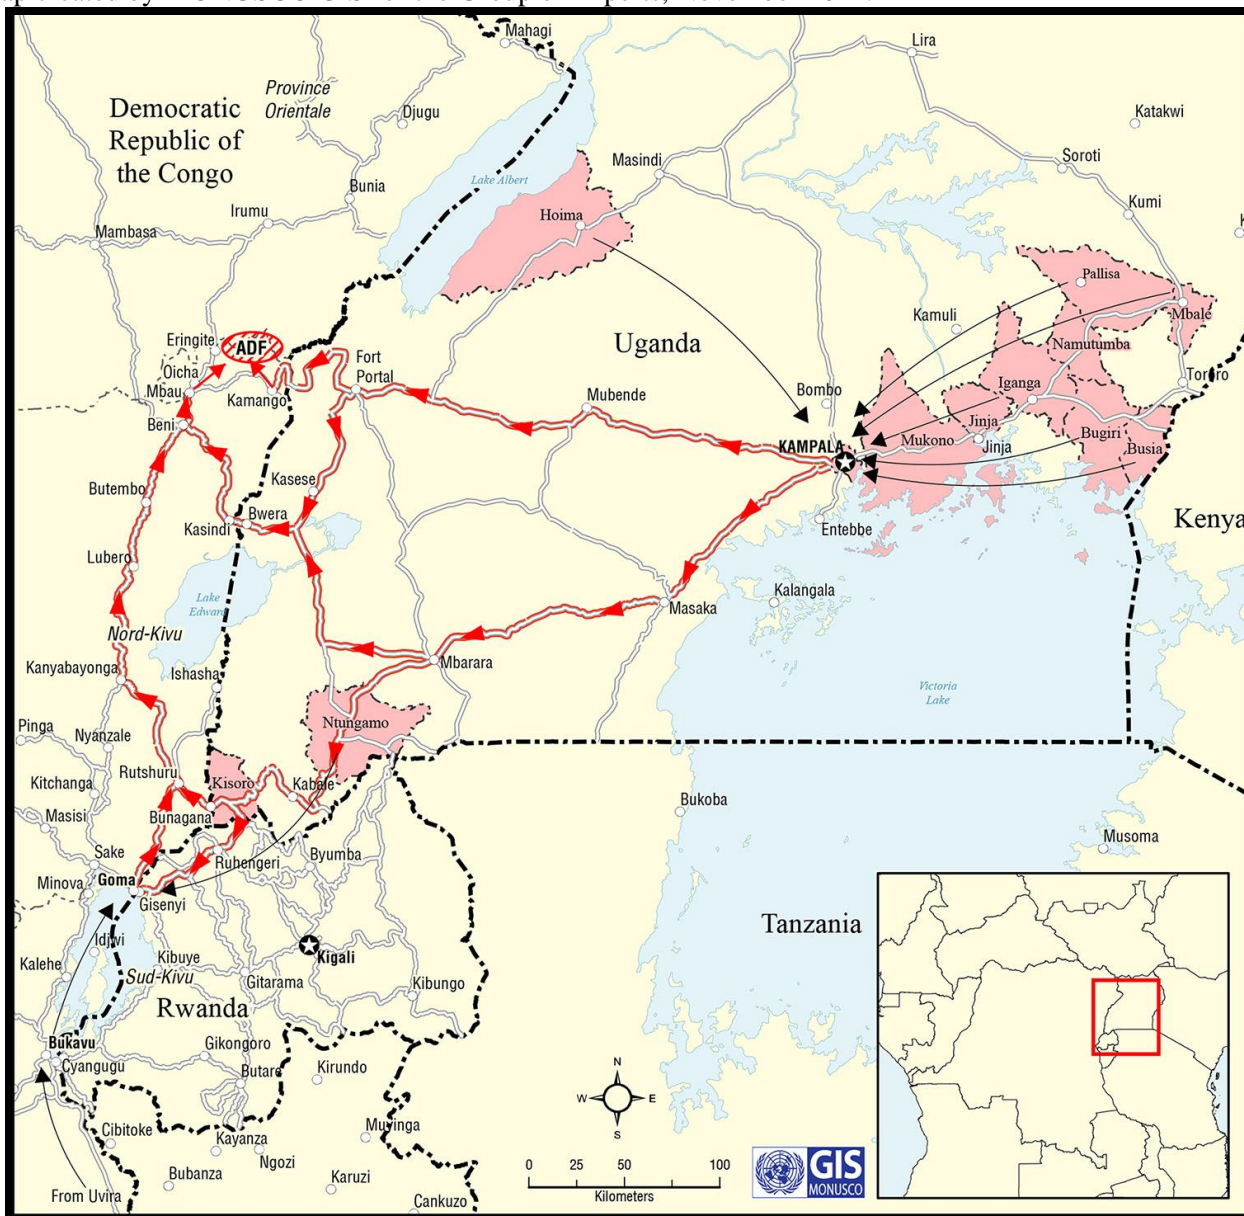 Mahagi
Lira
Province
Orientale
Democratic
Republic of
the Congo
Djugu
Katakwi
Masindi
Soroti
Lake Albert
Bunia
Kumi
Irumu
Hoima
Mambasa
Pallisa
Mbale
Kamuli
Eringite
ADF
Uganda
Namutumba
Fort
Portal
Oicha
Mbau
Kamango
Tororo
Iganga
Mubende
Bombo
Beni
Jinja
Bugiri
KAMPALA
Mukono
Jinja
Busia
Kasese
Butembo
Kasindi
Bwera
Entebbe
Kenya
Lubero
Lake
Edward
Kalangala
Masaka
Nord-Kivu
Mbarara
Kanyabayonga
Ishasha
Victoria
Lake
Ntungamo
Pinga
Nyanzale
Rutshuru
Kisoro
Kabale
Kitchanga
Bukoba
Bunagana
Masisi
Musoma
Sake
Ruhengeri
Byumba
Minova
Goma
Gisenyi
Tanzania
Idjwi
Kibuye
Kigali
Kalehe
Sud-Kivu
Gitarama
Kibungo
Rwanda
Bukavu
Gikongoro
Cyangugu
Butare
Kirundo
N
W
E
S
Cibitoke
Kayanza
Muyinga
Ngozi
Bubanza
Karuzi
From Uvira
Cankuzo
0 25 50 100
Kilometers
GIS
MONUSCO